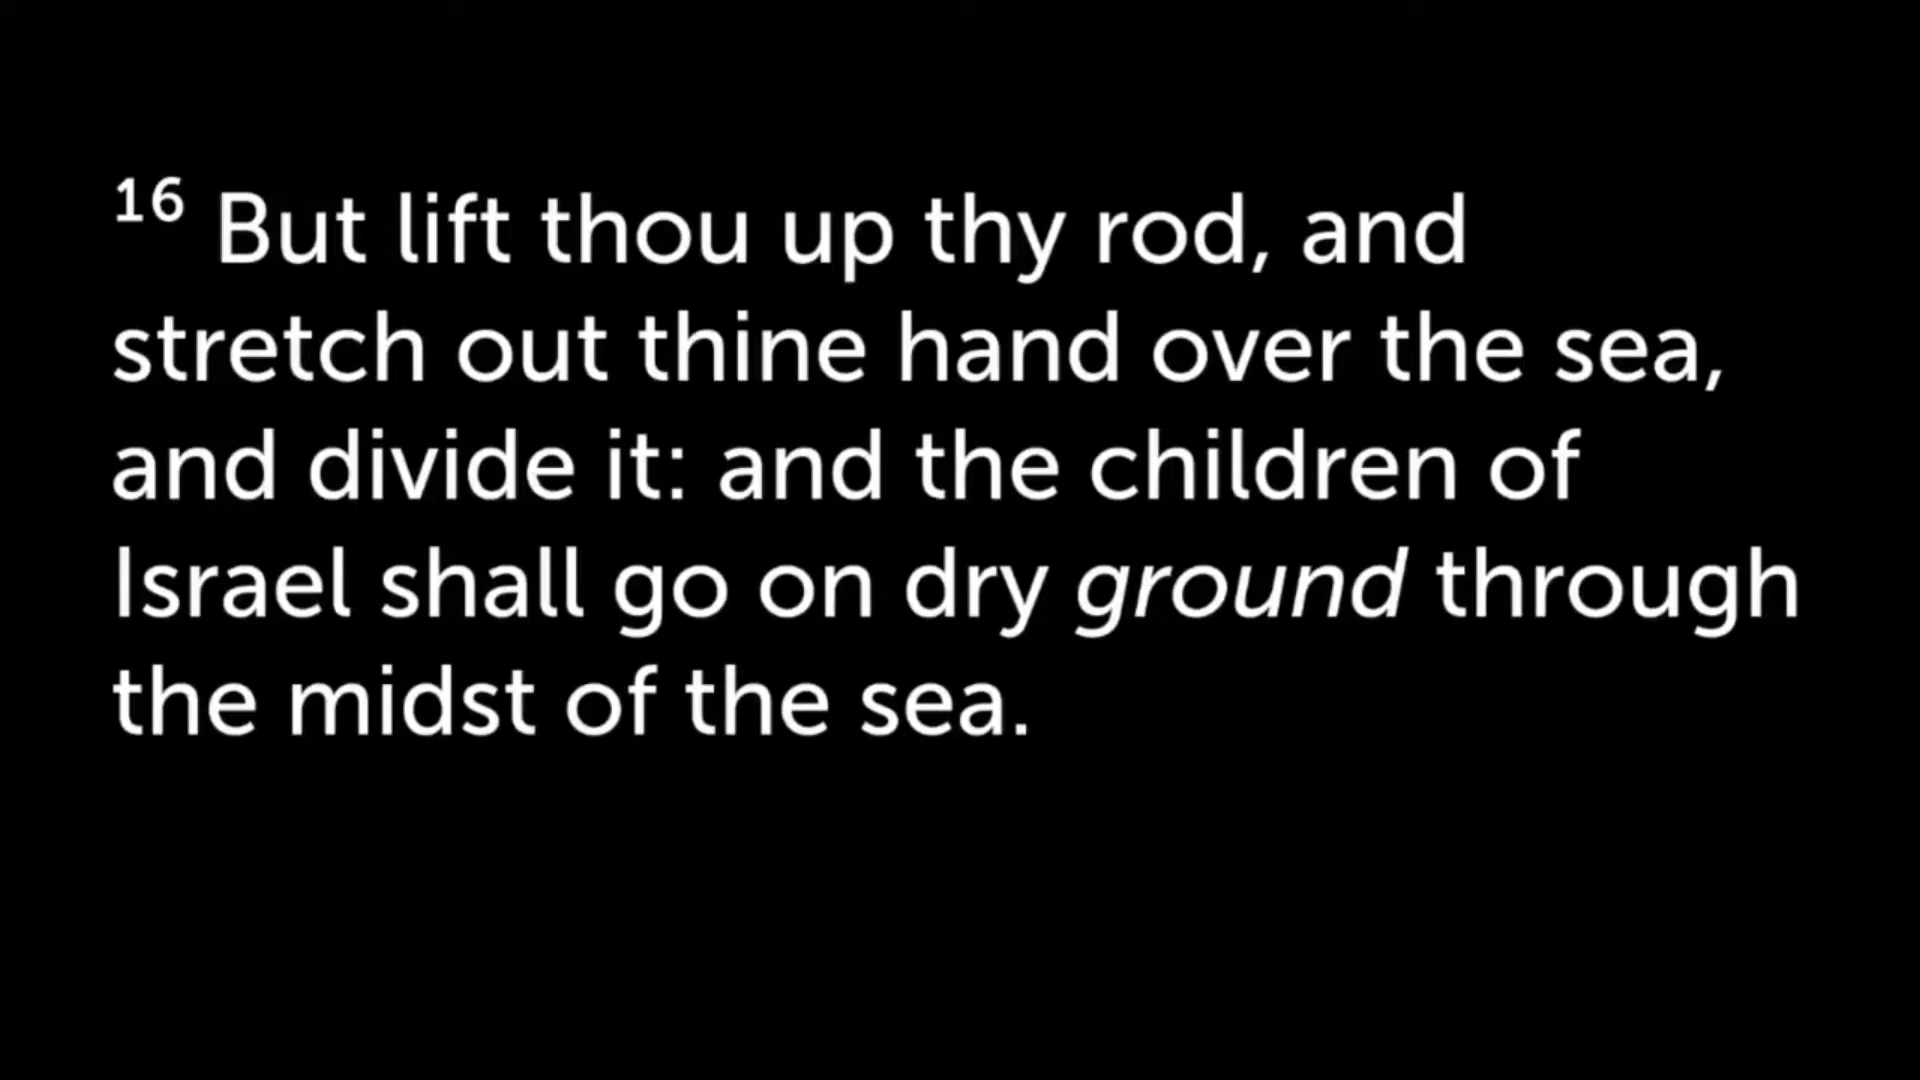 16 But lift thou up thy rod, and
stretch out thine hand over the sea,
and divide it: and the children of
Israel shall go on dry ground through
the midst of the sea.